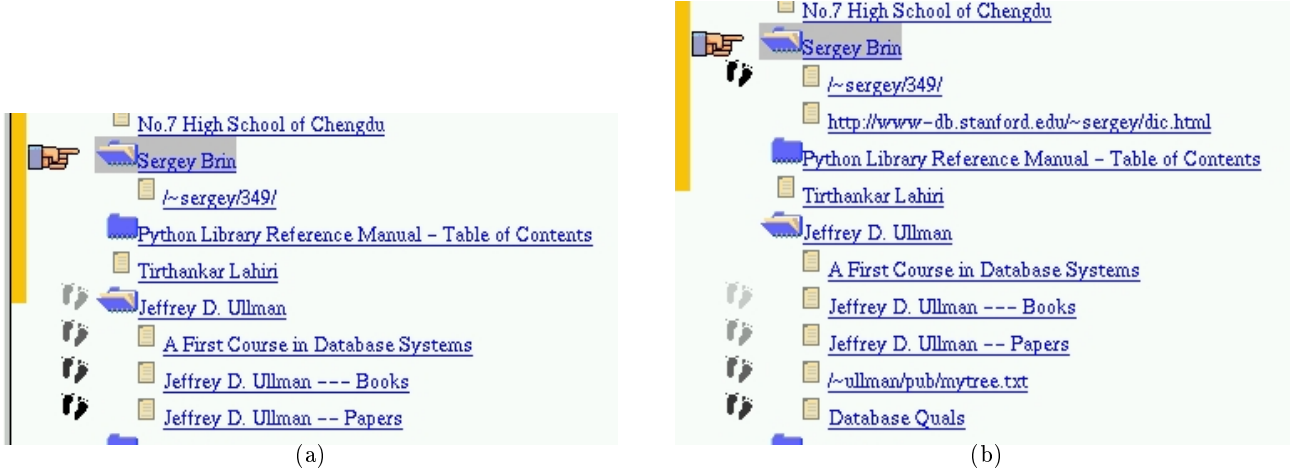 No.7 High School of Chengdu
Sergey Brin
/~sergey/349/
Python Library Reference Manual - Table of Contents
Tirthankar Lahiri
Jeffrey D. Ullman
A First Course in Database Systems
Jeffrey D. Ullman --- Books
Jeffrey D. Ullman -- Papers
(a)
No.7 High School of Chengdu
Sergey Brin
/~sergey/349/
http://www-db.stanford.edu/~sergey/dic.html
Python Library Reference Manual - Table of Contents
Tirthankar Lahiri
Jeffrey D. Ullman
A First Course in Database Systems
Jeffrey D. Ullman --- Books
Jeffrey D. Ullman -- Papers
/~ullman/pub/mytree.txt
Database Quals
(b)